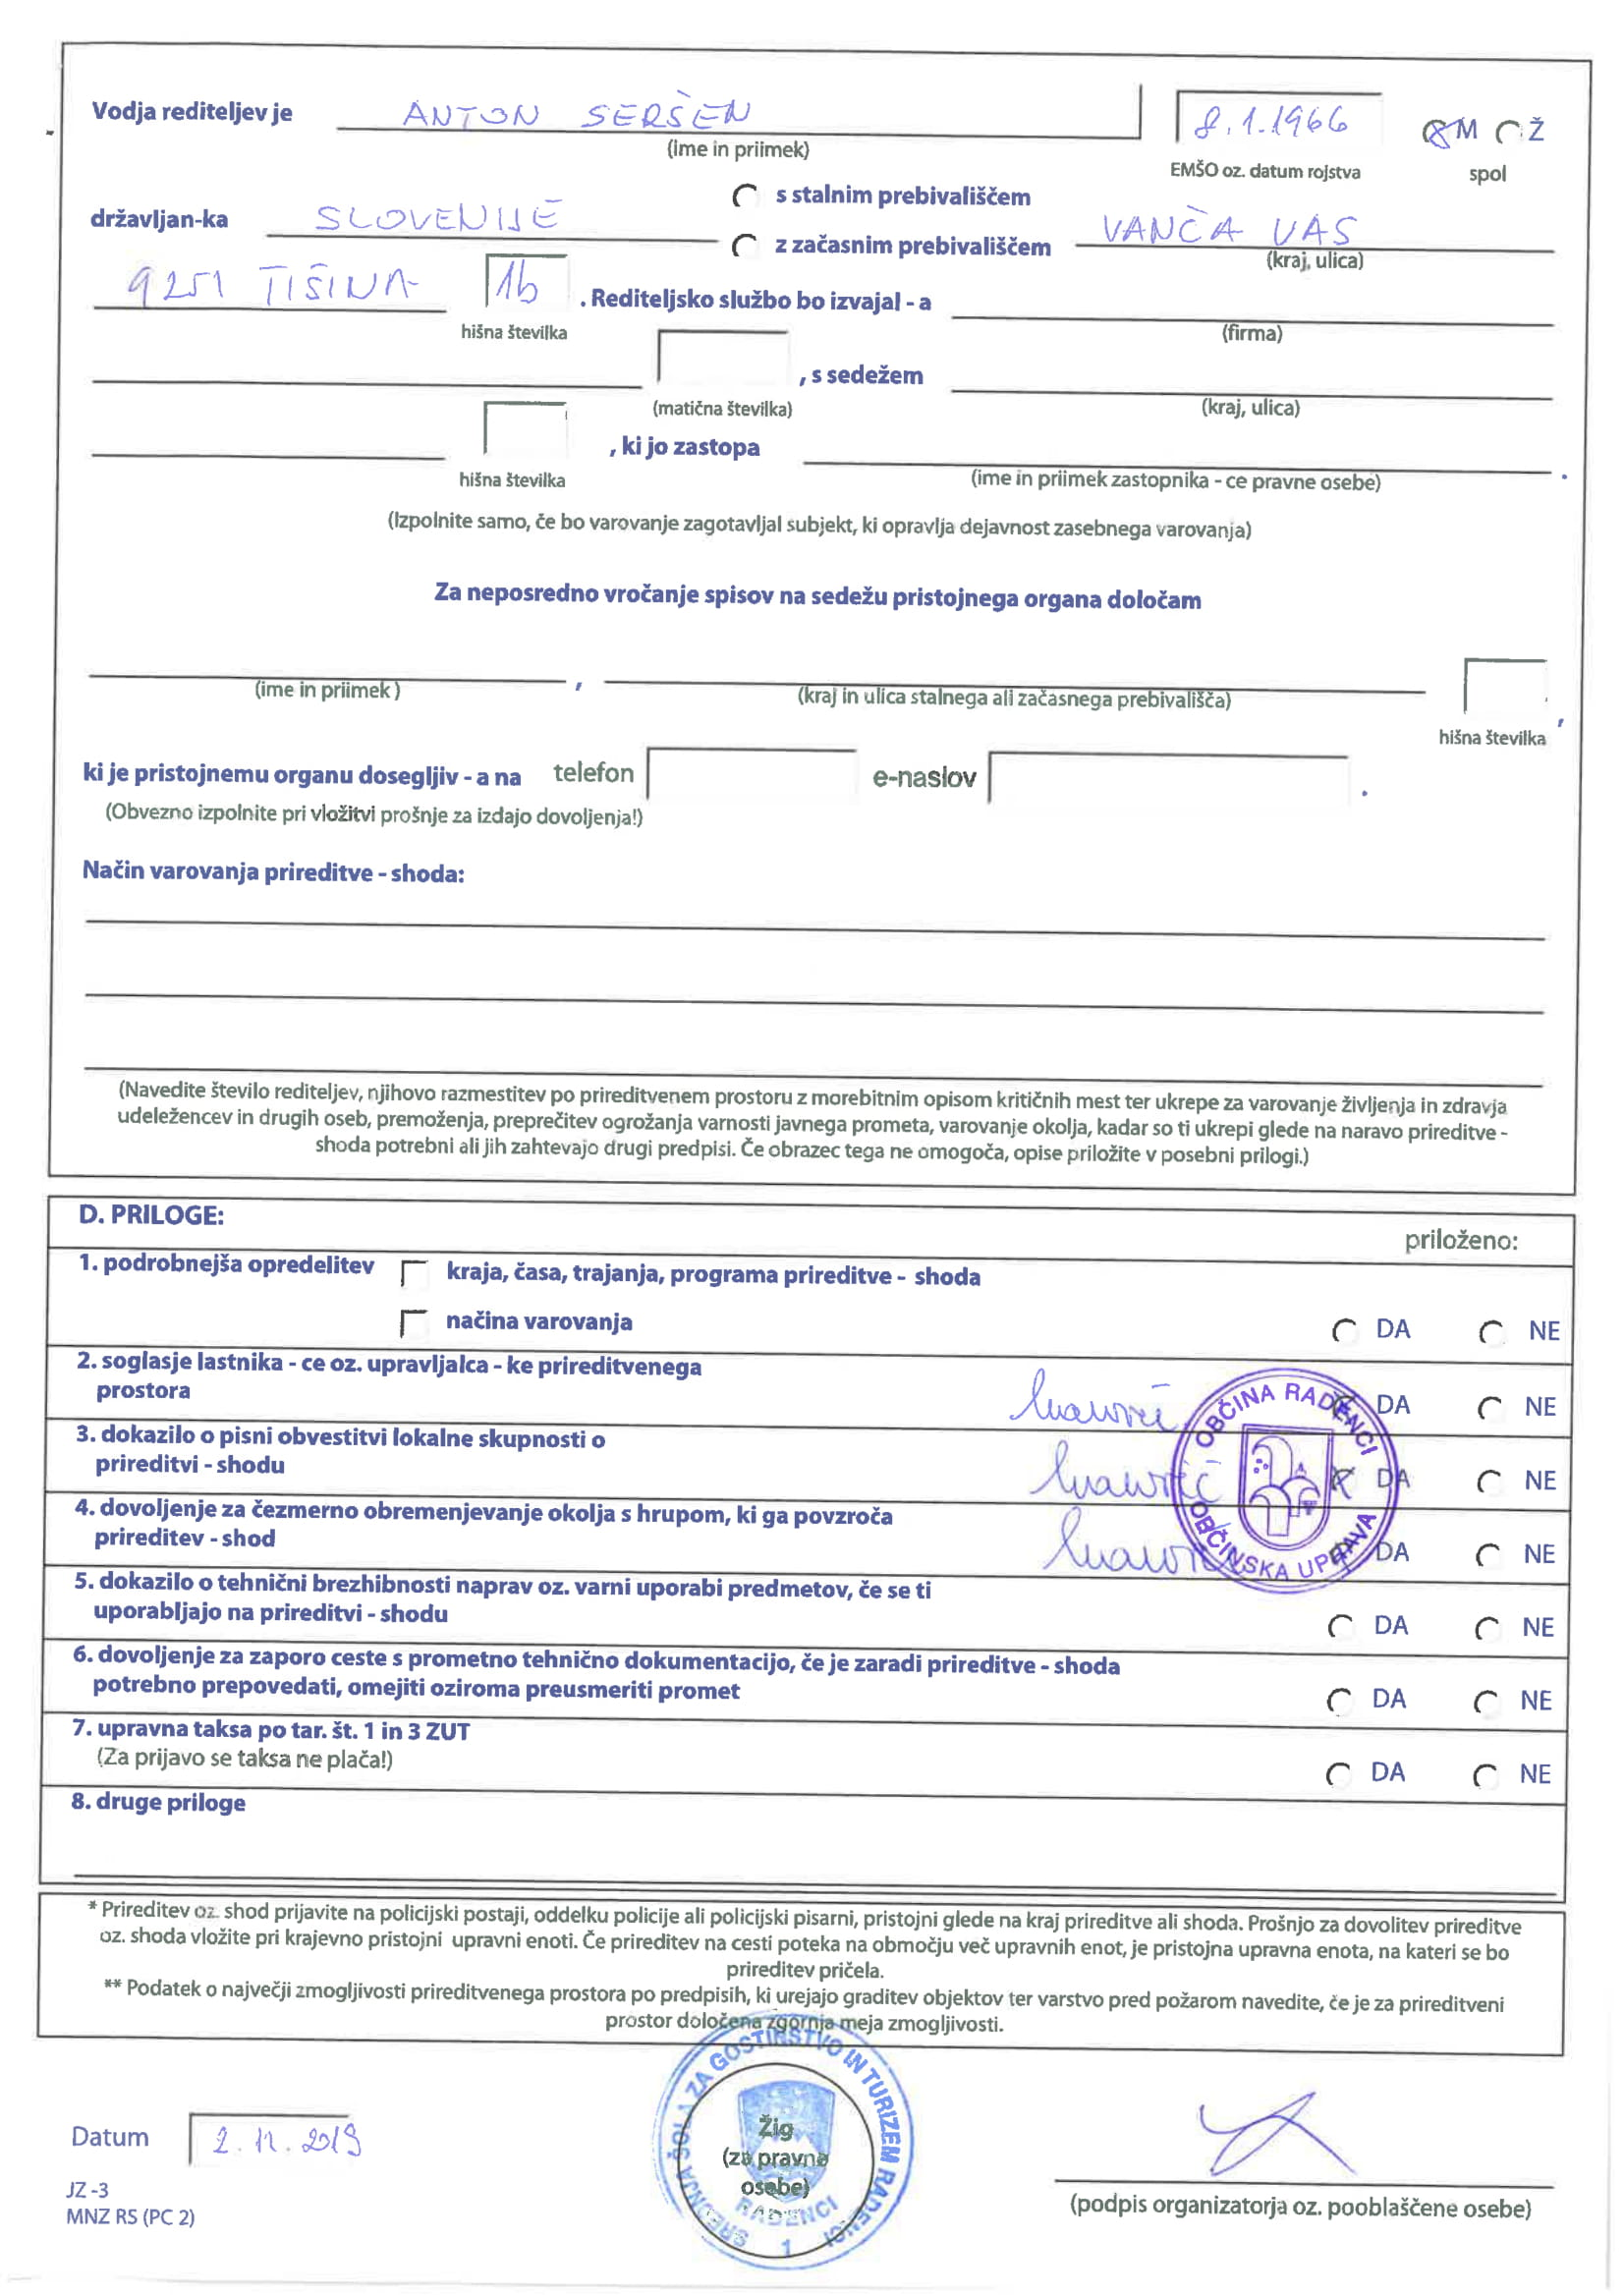 Vodja rediteljev je ANTON SERŠEN 8.1.1966 M Ž
(ime in priimek) EMŠO oz. datum rojstva spol
s stalnim prebivališčem
državljan-ka SLOVENIJE z začasnim prebivališčem VANČA VAS
(kraj, ulica)
9251 TIŠINA 1b . Rediteljsko službo bo izvajal - a
hišna številka (firma)
, s sedežem
(matična številka) (kraj, ulica)
, ki jo zastopa .
hišna številka (ime in priimek zastopnika - ce pravne osebe)
(Izpolnite samo, če bo varovanje zagotavljal subjekt, ki opravlja dejavnost zasebnega varovanja)
Za neposredno vročanje spisov na sedežu pristojnega organa določam
, ,
(ime in priimek ) (kraj in ulica stalnega ali začasnega prebivališča) hišna številka
ki je pristojnemu organu dosegljiv - a na telefon e-naslov .
(Obvezno izpolnite pri vložitvi prošnje za izdajo dovoljenja!)
Način varovanja prireditve - shoda:
(Navedite število rediteljev, njihovo razmestitev po prireditvenem prostoru z morebitnim opisom kritičnih mest ter ukrepe za varovanje življenja in zdravja
udeležencev in drugih oseb, premoženja, preprečitev ogrožanja varnosti javnega prometa, varovanje okolja, kadar so ti ukrepi glede na naravo prireditve -
shoda potrebni ali jih zahtevajo drugi predpisi. Če obrazec tega ne omogoča, opise priložite v posebni prilogi.)
D. PRILOGE:
priloženo:
1. podrobnejša opredelitev kraja, časa, trajanja, programa prireditve - shoda
načina varovanja DA NE
2. soglasje lastnika - ce oz. upravljalca - ke prireditvenega
prostora DA NE
3. dokazilo o pisni obvestitvi lokalne skupnosti o
prireditvi - shodu DA NE
4. dovoljenje za čezmerno obremenjevanje okolja s hrupom, ki ga povzroča
prireditev - shod DA NE
OBČINA RADENCI
OBČINSKA UPRAVA
5. dokazilo o tehnični brezhibnosti naprav oz. varni uporabi predmetov, če se ti
uporabljajo na prireditvi - shodu DA NE
6. dovoljenje za zaporo ceste s prometno tehnično dokumentacijo, če je zaradi prireditve - shoda
potrebno prepovedati, omejiti oziroma preusmeriti promet DA NE
7. upravna taksa po tar. št. 1 in 3 ZUT
(Za prijavo se taksa ne plača!) DA NE
8. druge priloge
* Prireditev oz. shod prijavite na policijski postaji, oddelku policije ali policijski pisarni, pristojni glede na kraj prireditve ali shoda. Prošnjo za dovolitev prireditve
oz. shoda vložite pri krajevno pristojni upravni enoti. Če prireditev na cesti poteka na območju več upravnih enot, je pristojna upravna enota, na kateri se bo
prireditev pričela.
** Podatek o največji zmogljivosti prireditvenega prostora po predpisih, ki urejajo graditev objektov ter varstvo pred požarom navedite, če je za prireditveni
prostor določena zgornja meja zmogljivosti.
SREDNJA ŠOLA ZA GOSTINSTVO IN TURIZEM RADENCI
RADENCI
1
Žig
(za pravne
osebe)
Datum 2.12.2019
JZ -3
MNZ RS (PC 2)
(podpis organizatorja oz. pooblaščene osebe)